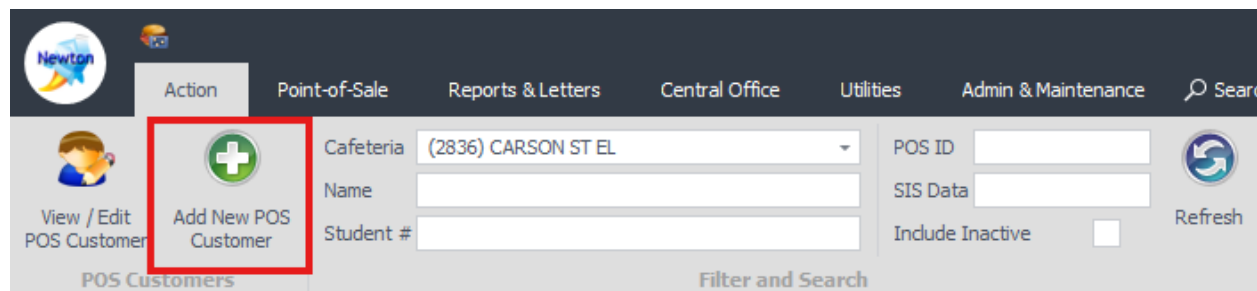 Newton
Action Point-of-Sale Reports & Letters Central Office Utilities Admin & Maintenance
View / Edit
POS Customer
Add New POS
Customer
POS Customers
Cafeteria (2836) CARSON ST EL
Name
Student #
POS ID
SIS Data
Include Inactive
Refresh
Filter and Search